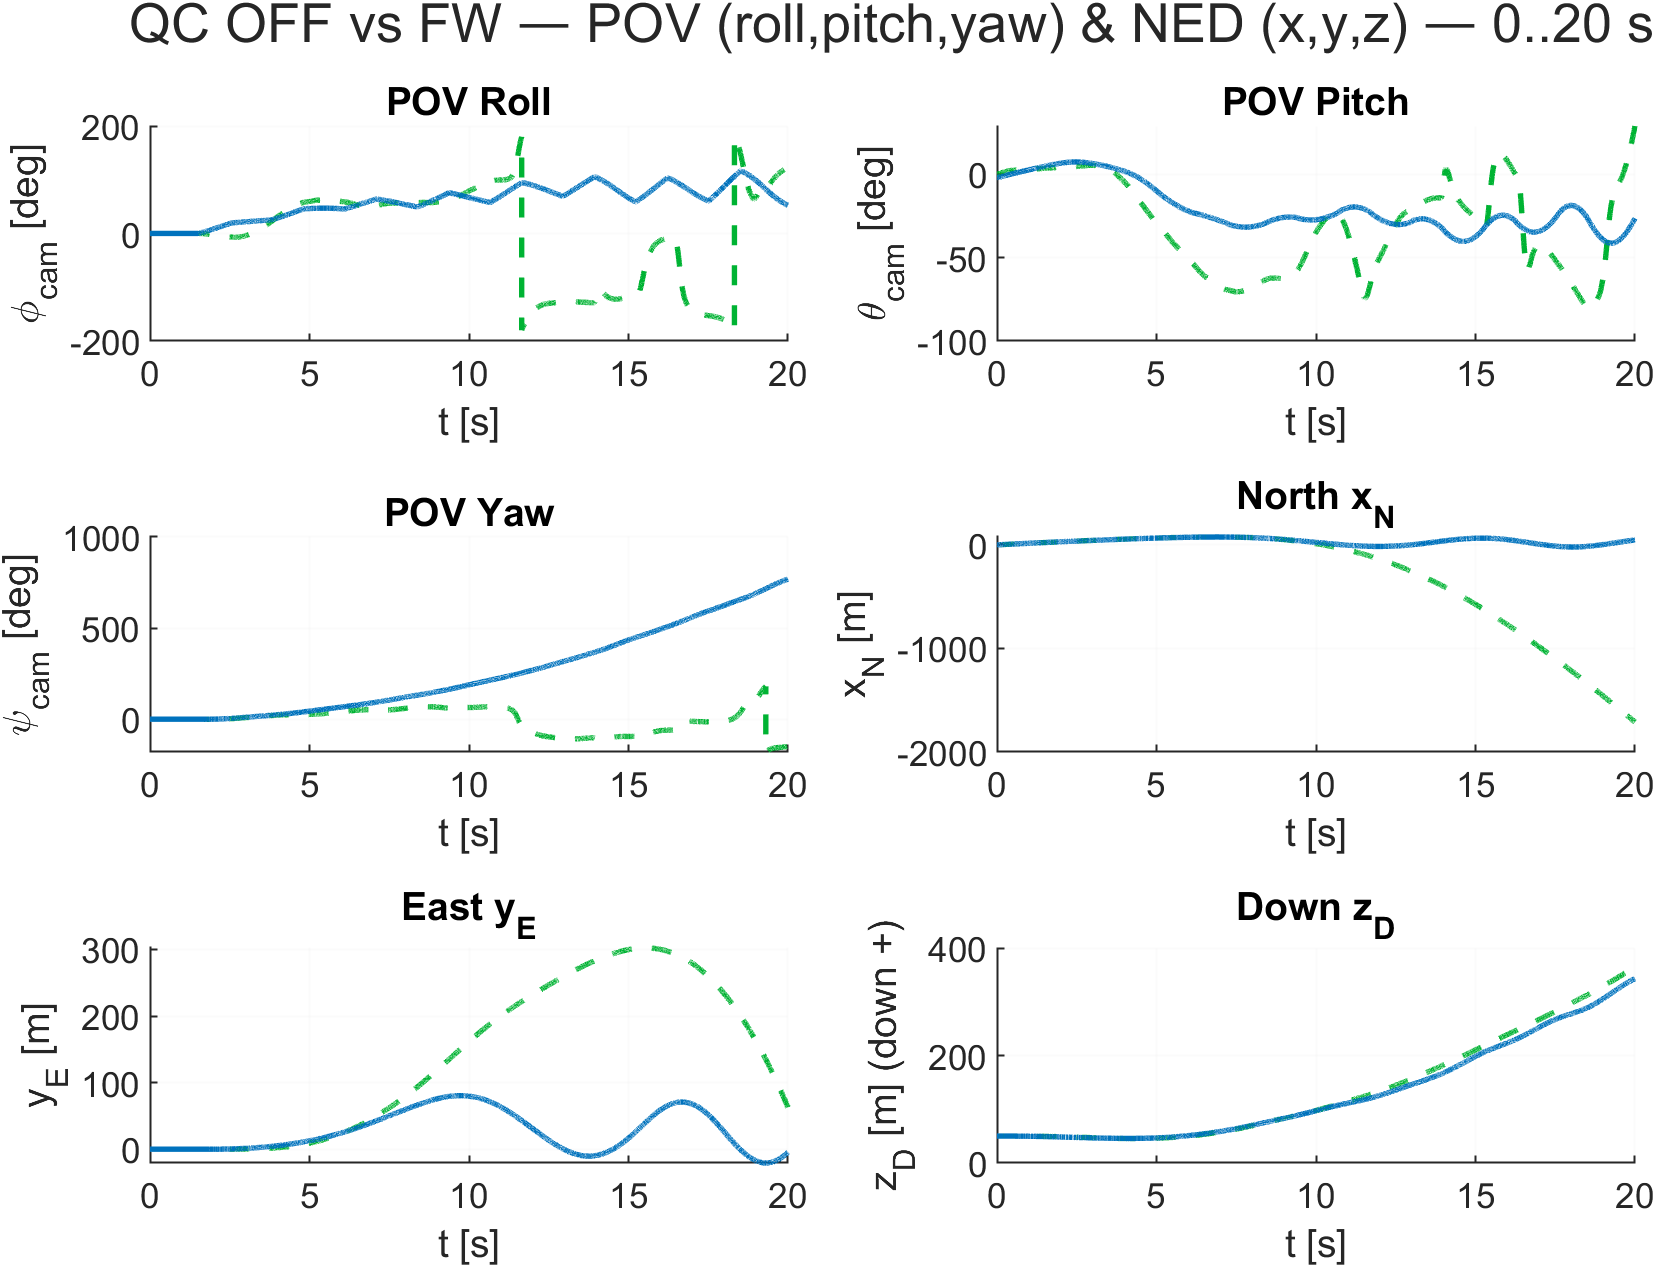 QC OFF vs FW — POV (roll,pitch,yaw) & NED (x,y,z) — 0..20 s
POV Roll
200
0
-200
ϕcam [deg]
0 5 10 15 20
t [s]
POV Pitch
0
-50
-100
θcam [deg]
0 5 10 15 20
t [s]
POV Yaw
1000
500
0
ψcam [deg]
0 5 10 15 20
t [s]
North xN
0
-1000
-2000
xN [m]
0 5 10 15 20
t [s]
East yE
300
200
100
0
yE [m]
0 5 10 15 20
t [s]
Down zD
400
200
0
zD [m] (down +)
0 5 10 15 20
t [s]